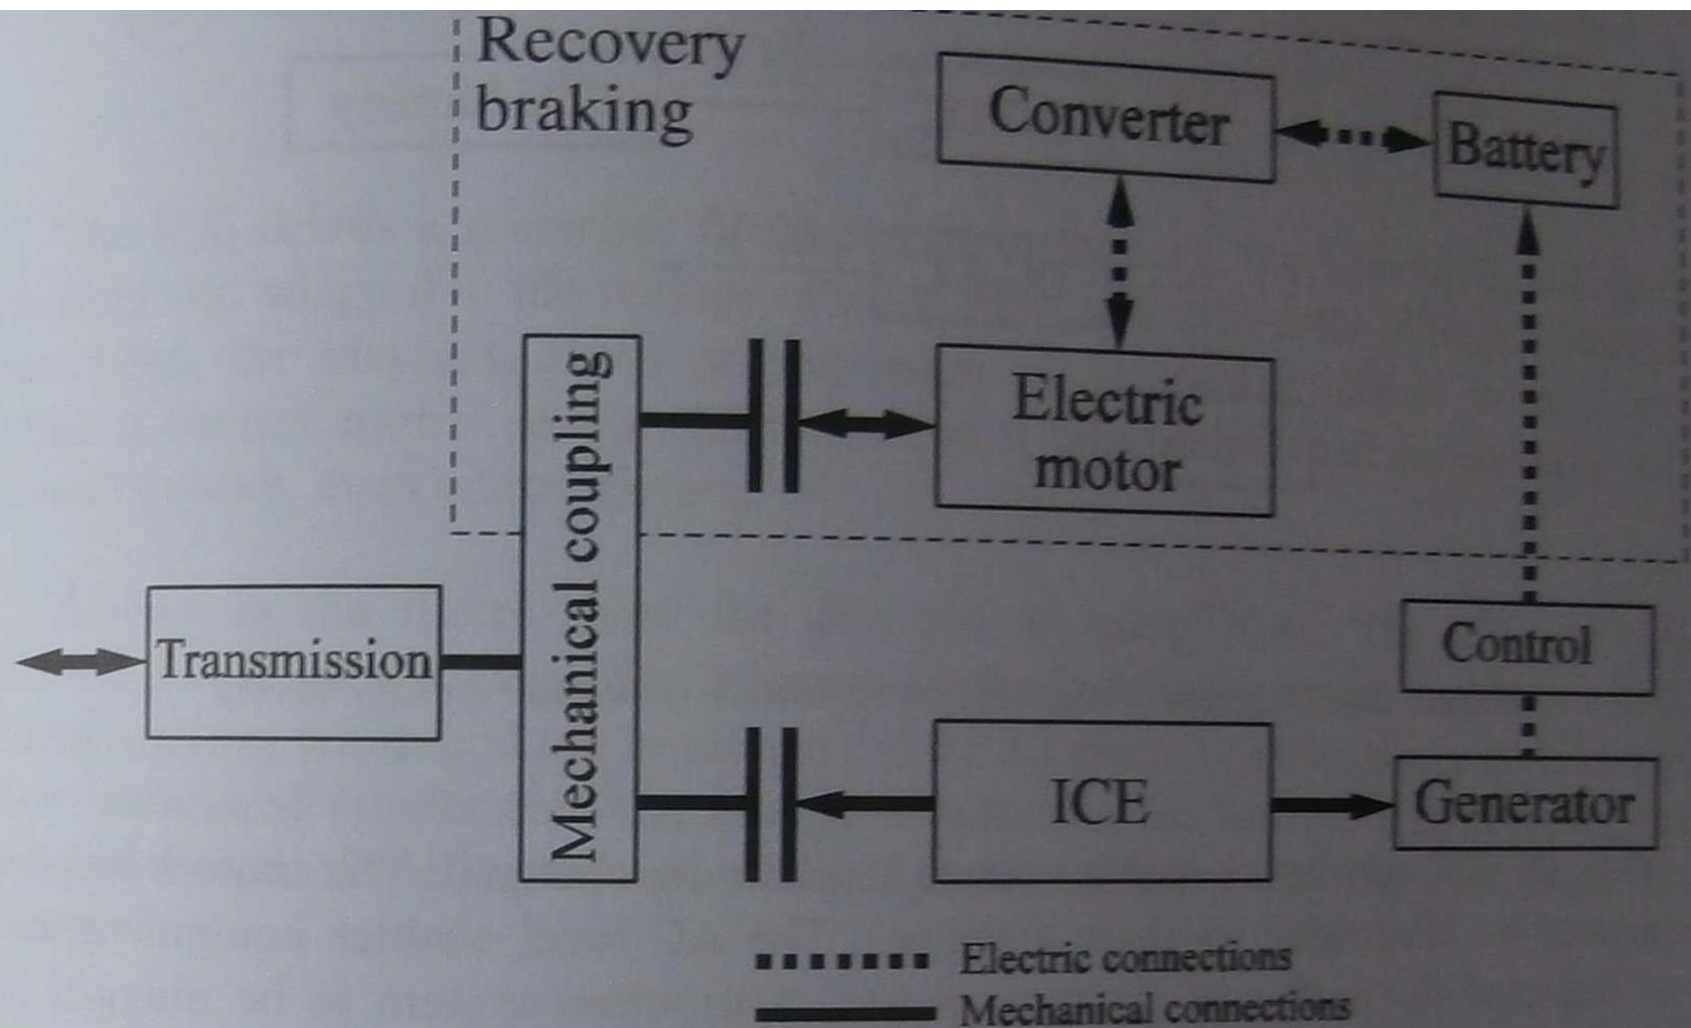 Recovery
braking
Converter
Battery
Electric
motor
Mechanical coupling
Transmission
Control
ICE
Generator
Electric connections
Mechanical connections